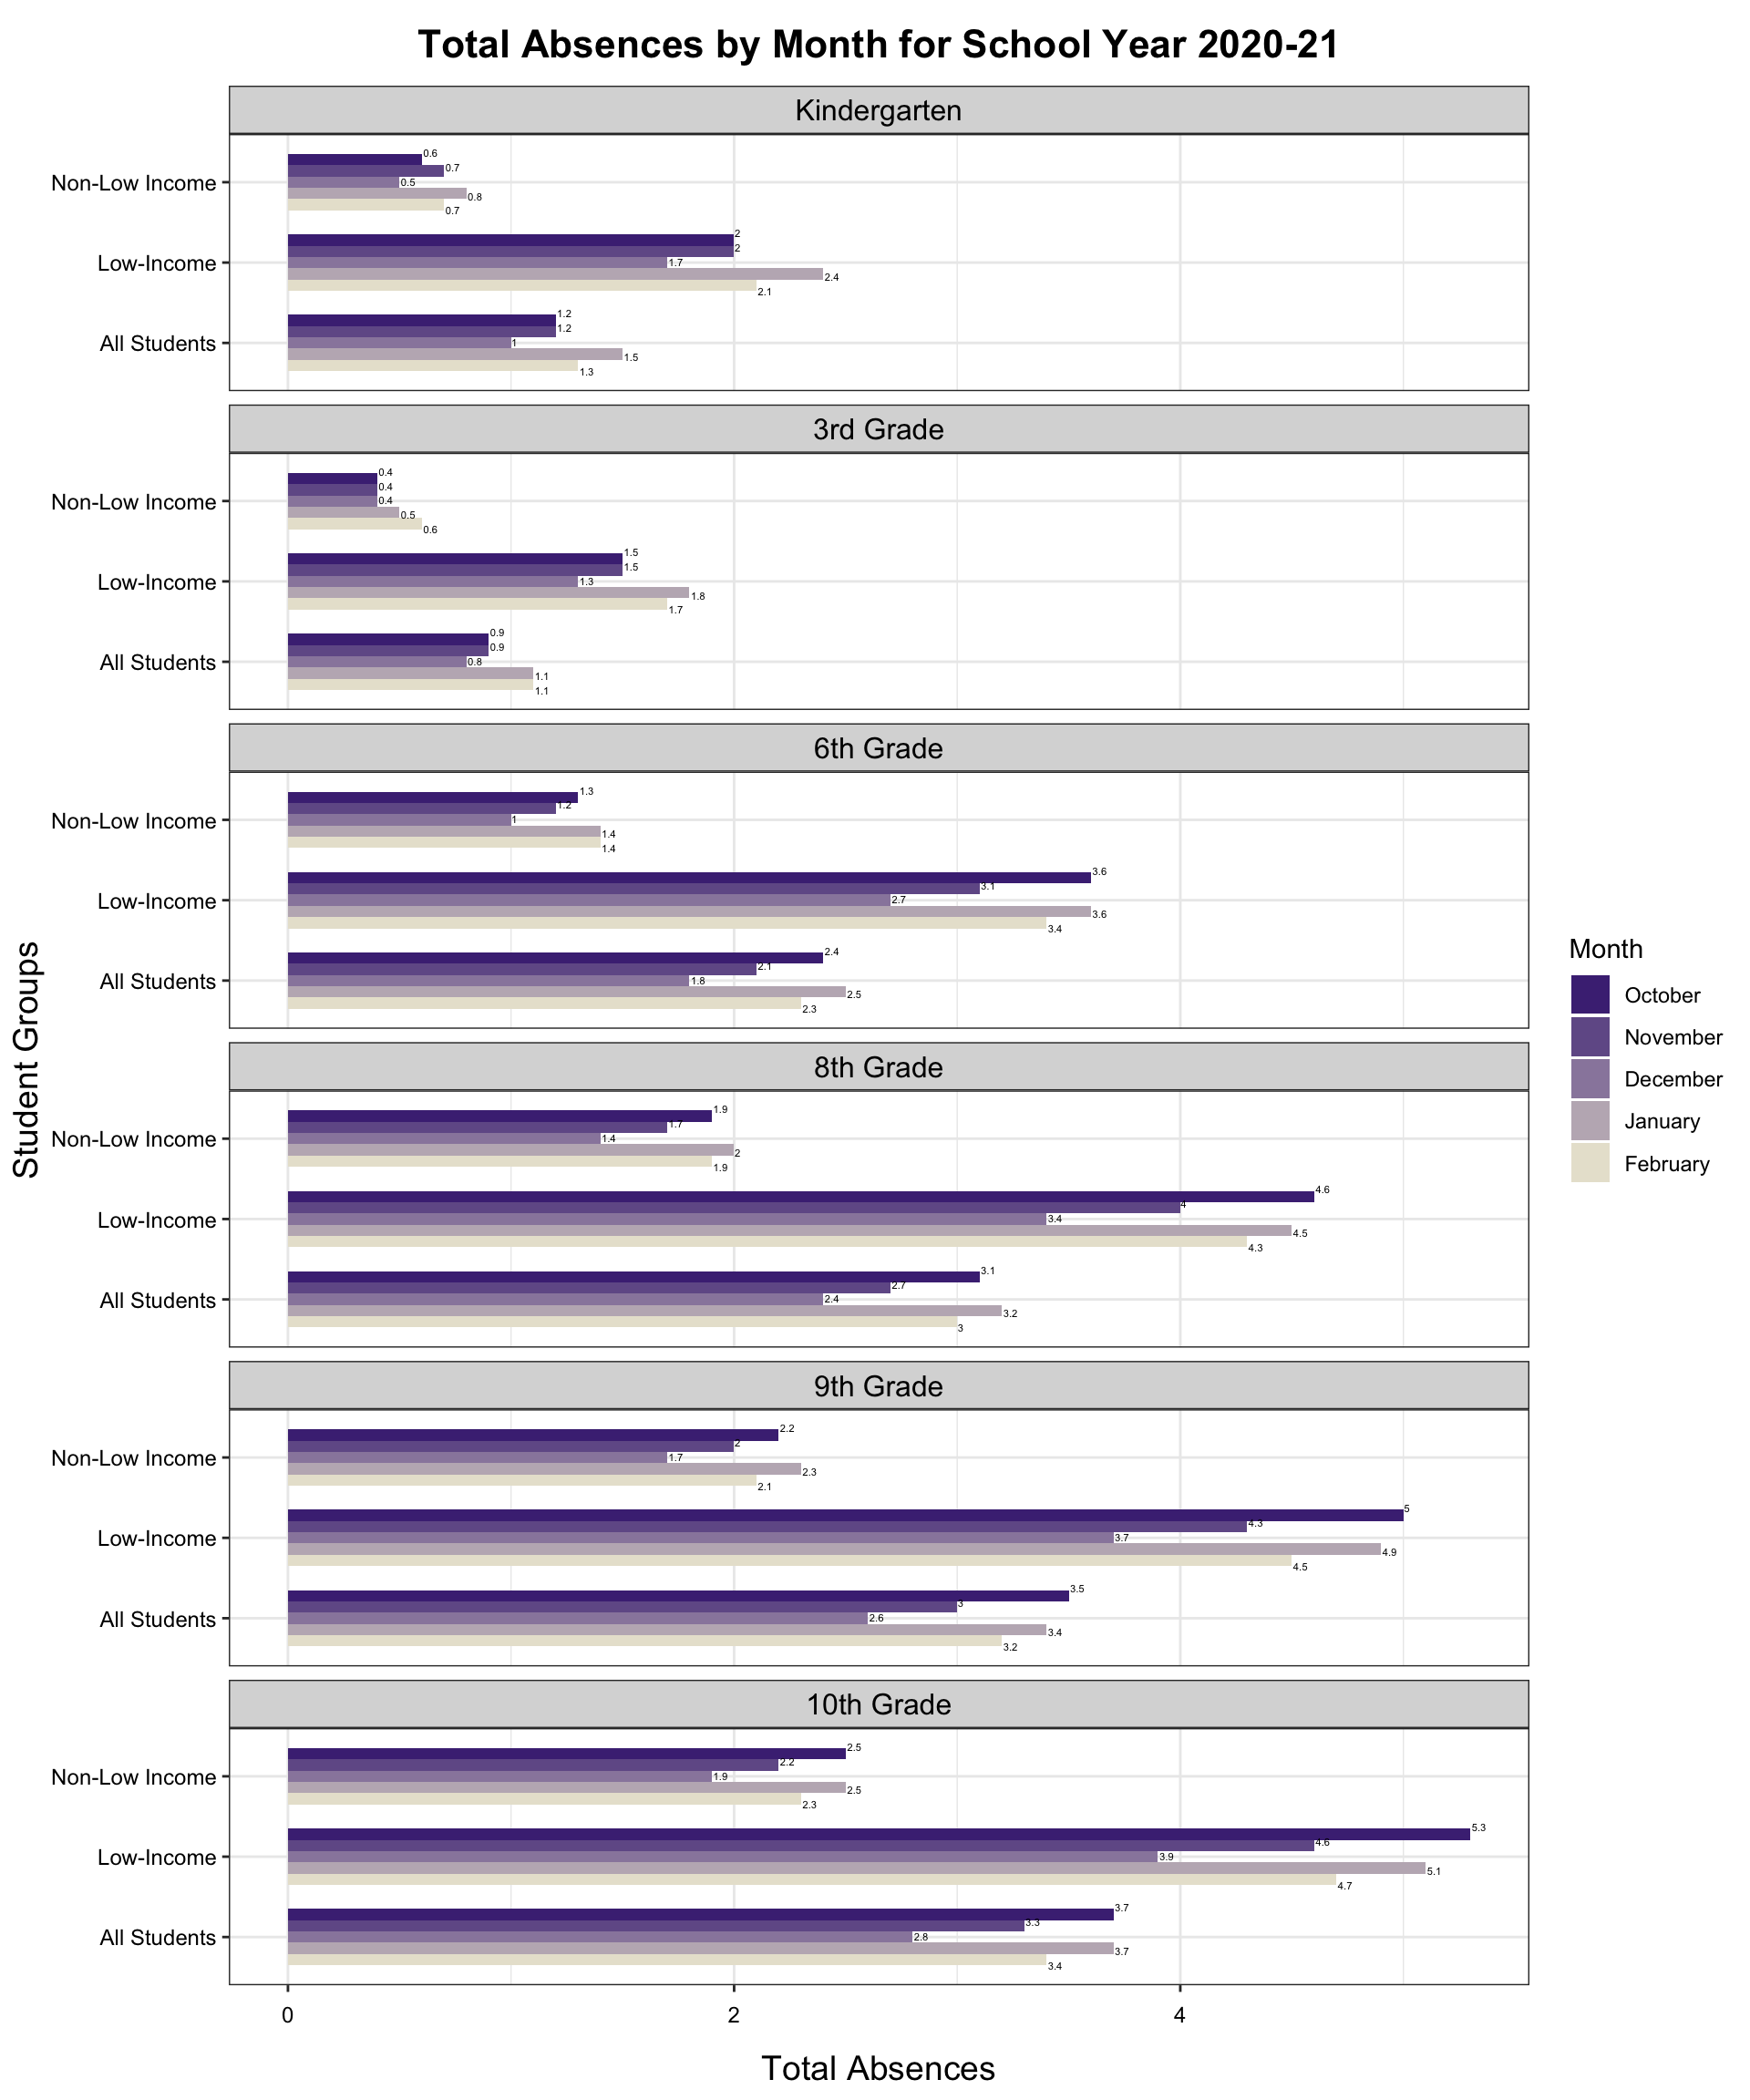 Total Absences by Month for School Year 2020-21
Kindergarten
Non-Low Income
0.6
0.7
0.5
0.8
0.7
Low-Income
2
2
1.7
2.4
2.1
All Students
1.2
1.2
1
1.5
1.3
3rd Grade
Non-Low Income
0.4
0.4
0.4
0.5
0.6
Low-Income
1.5
1.5
1.3
1.8
1.7
All Students
0.9
0.9
0.8
1.1
1.1
6th Grade
Non-Low Income
1.3
1.2
1
1.4
1.4
Low-Income
3.6
3.1
2.7
3.6
3.4
All Students
2.4
2.1
1.8
2.5
2.3
8th Grade
Non-Low Income
1.9
1.7
1.4
2
1.9
Low-Income
4.6
4
3.4
4.5
4.3
All Students
3.1
2.7
2.4
3.2
3
9th Grade
Non-Low Income
2.2
2
1.7
2.3
2.1
Low-Income
5
4.3
3.7
4.9
4.5
All Students
3.5
3
2.6
3.4
3.2
10th Grade
Non-Low Income
2.5
2.2
1.9
2.5
2.3
Low-Income
5.3
4.6
3.9
5.1
4.7
All Students
3.7
3.3
2.8
3.7
3.4
0
2
4
Total Absences
Student Groups
Month
October
November
December
January
February